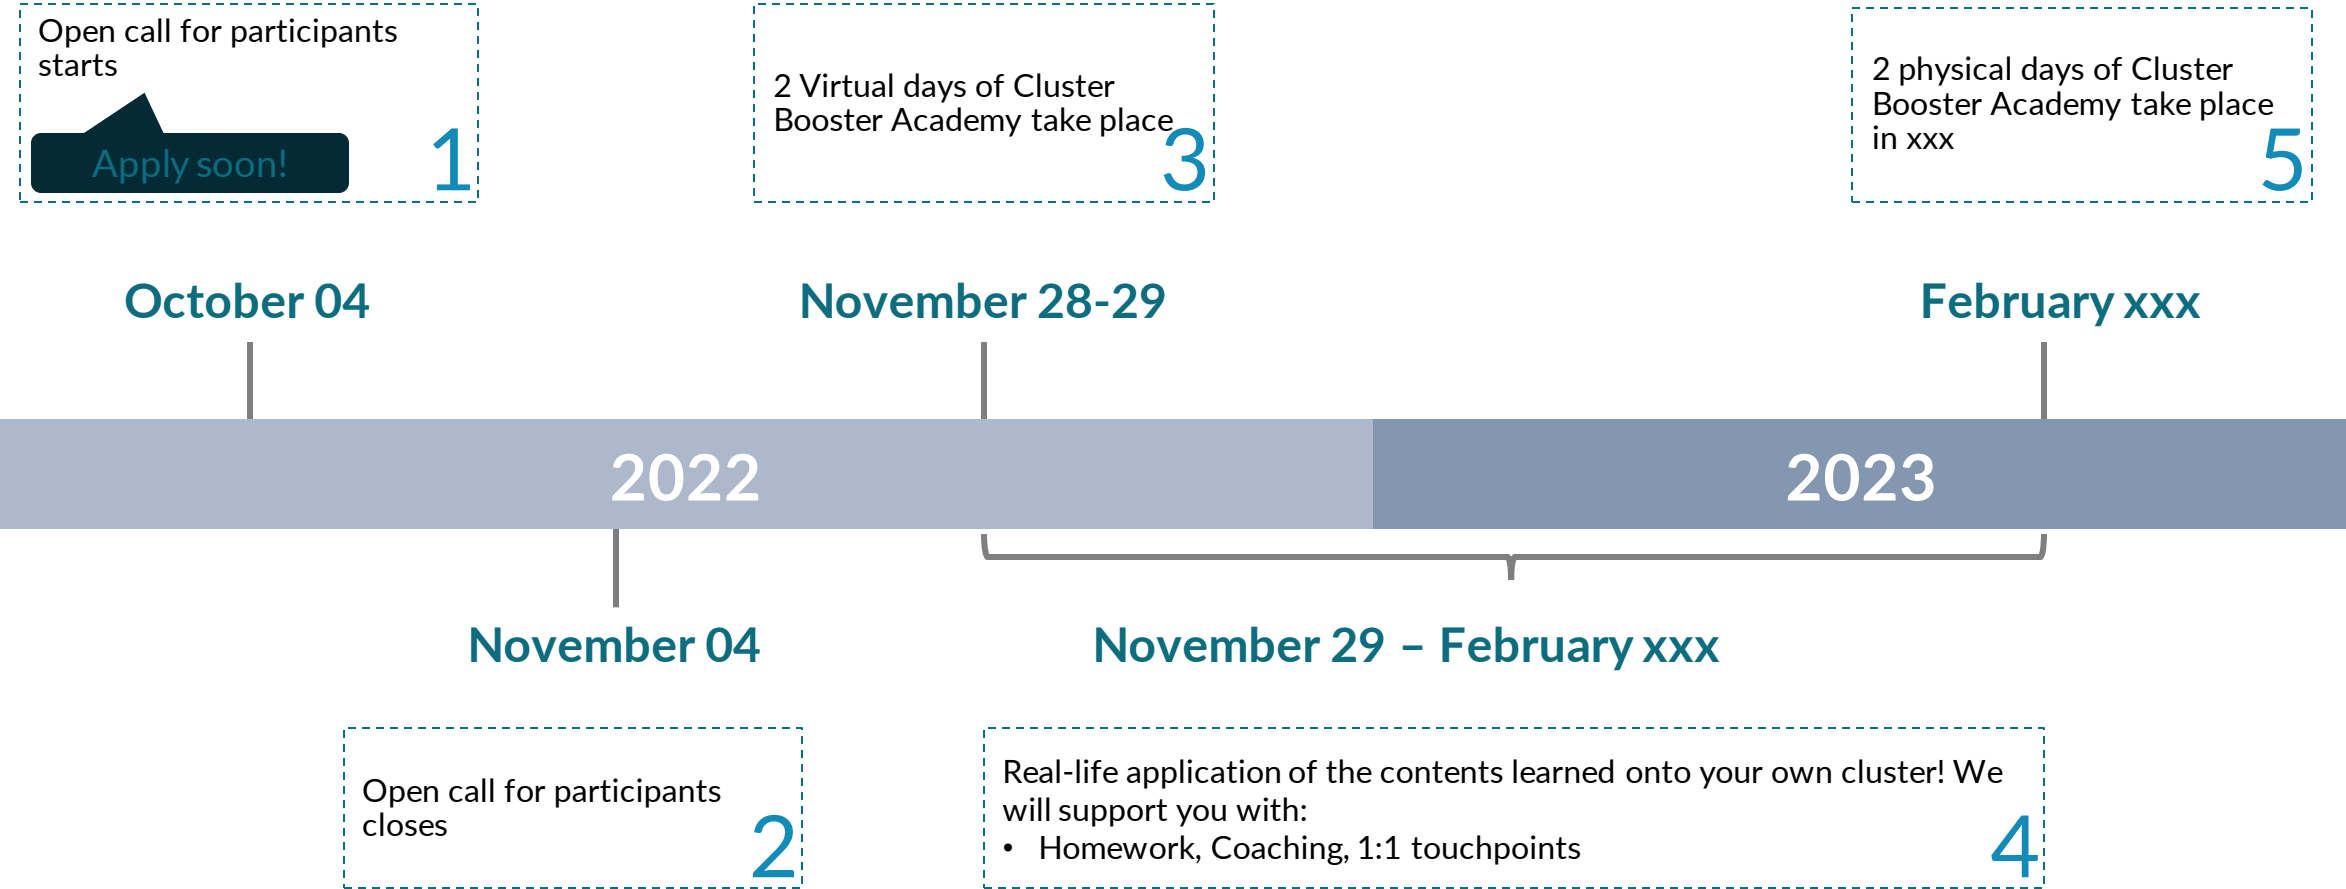 Open call for participants
starts
Apply soon!
1
2 Virtual days of Cluster
Booster Academy take place
3
2 physical days of Cluster
Booster Academy take place
in xxx
5
October 04
November 28-29
February xxx
2022
2023
November 04
November 29 – February xxx
Open call for participants
closes
2
Real-life application of the contents learned onto your own cluster! We
will support you with:
• Homework, Coaching, 1:1 touchpoints
4